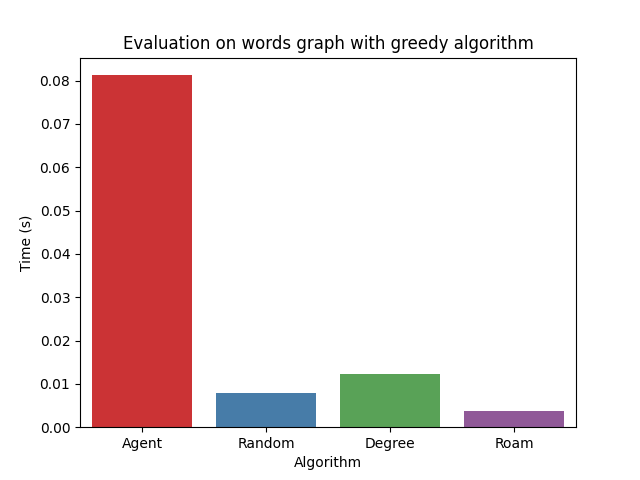 Evaluation on words graph with greedy algorithm
Time (s)
0.08
0.07
0.06
0.05
0.04
0.03
0.02
0.01
0.00
Agent Random Degree Roam
Algorithm